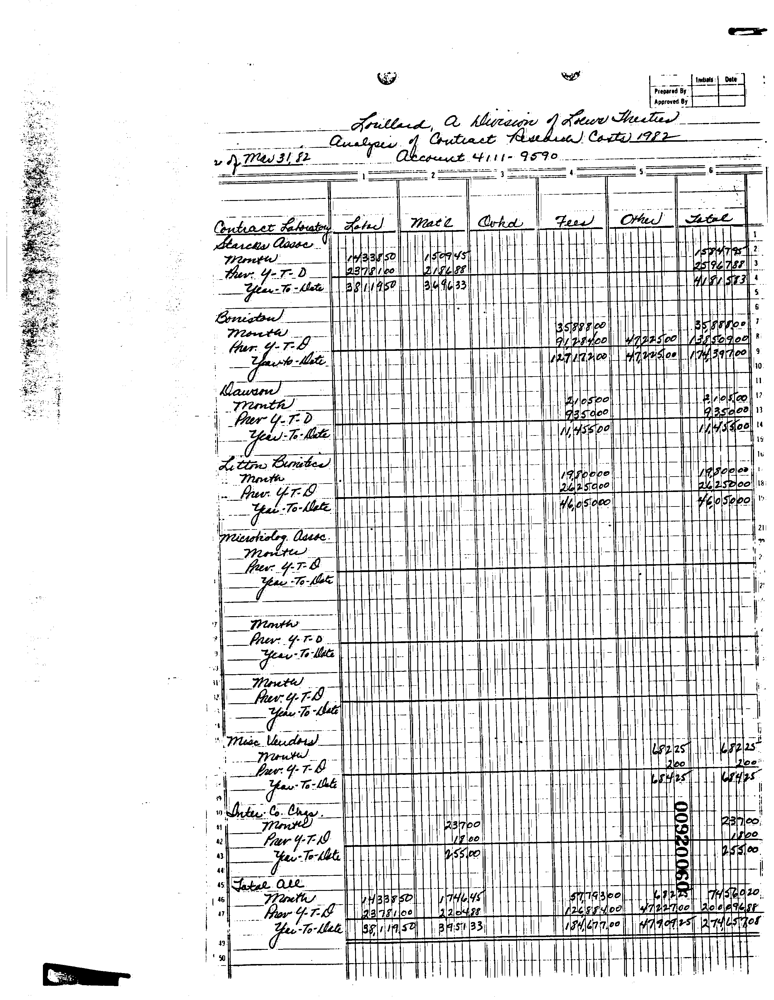 Initials Date
Prepared By
Approved By
Lorillard, A Division of Loews Theatres
Analysis of Contract Research Costs 1982
Account 4111-9590
of Mar 31, 82
1 2 3 4 5 6
Contract Laboratory Labor Mat'l Ovhd Fees Other Total
Assoc
Month 1433850 150945 1584795
Prev. Y-T-D 2378100 218688 2596788
Year-To-Date 3811950 369633 4181583
Month 3588800 3588800
Prev. Y-T-D 9128400 4722500 13850900
Year-to-Date 12717200 4722500 17439700
Dawson
Month 210500 210500
Prev Y-T-D 935000 935000
Year-To-Date 1145500 1145500
Litton Bionetics
Month 1980000 1980000
Prev. Y-T-D 2625000 2625000
Year-To-Date 4605000 4605000
Microbiolog. Assoc.
Month
Prev. Y-T-D
Year-To-Date
Month
Prev. Y-T-D
Year-To-Date
Month
Prev. Y-T-D
Year-To-Date
Misc Vendors
Month 68225 68225
Prev. Y-T-D 200 200
Year-To-Date 68425 68425
Inter. Co. Chgs.
Month 23700 23700
Prev Y-T-D 1800 1800
Year-To-Date 25500 25500
Total All
Month 1433850 174645 5779300 68225 7456020
Prev Y-T-D 2378100 220488 12688400 4722700 20009688
Year-To-Date 3811950 395133 18467700 4790925 27465708